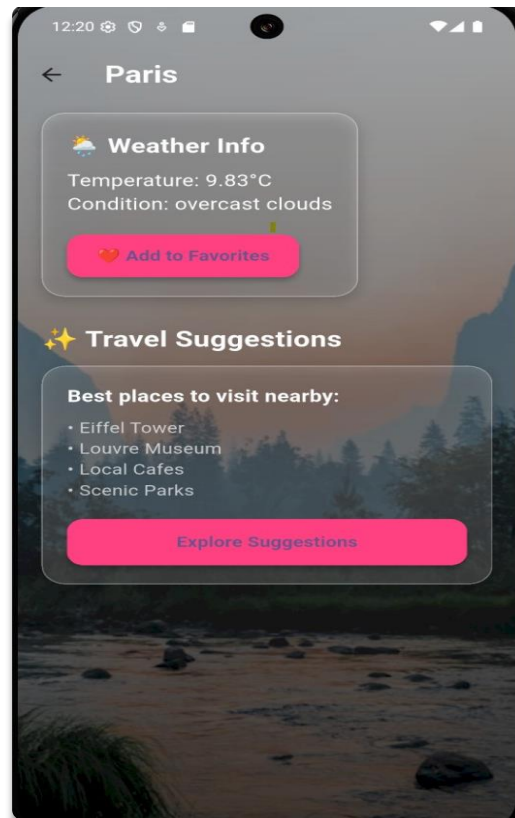 12:20
Paris
Weather Info
Temperature: 9.83°C
Condition: overcast clouds
Add to Favorites
Travel Suggestions
Best places to visit nearby:
• Eiffel Tower
• Louvre Museum
• Local Cafes
• Scenic Parks
Explore Suggestions